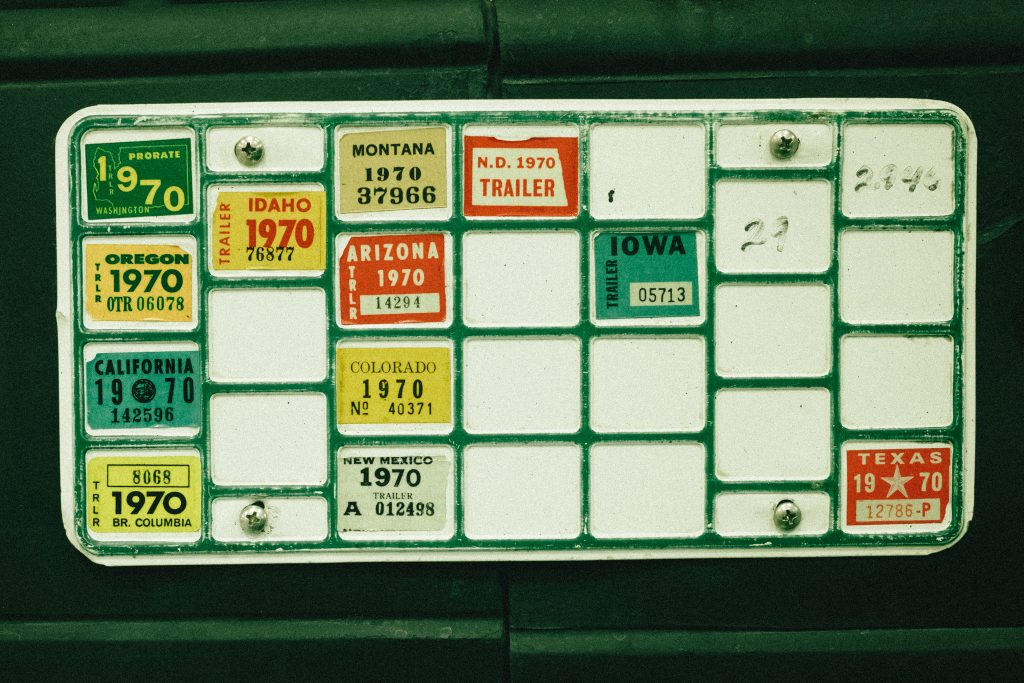 PRORATE
1970
TRLR
WASHINGTON
OREGON
TRLR
1970
OTR 06078
CALIFORNIA
19 70
142596
8068
TRLR
1970
BR. COLUMBIA
TRAILER
IDAHO
1970
76877
MONTANA
1970
37966
ARIZONA
TRLR
1970
14294
COLORADO
1970
Nº 40371
NEW MEXICO
1970
TRAILER
A 012498
N.D. 1970
TRAILER
IOWA
TRAILER
05713
29
TEXAS
19 70
12786-P